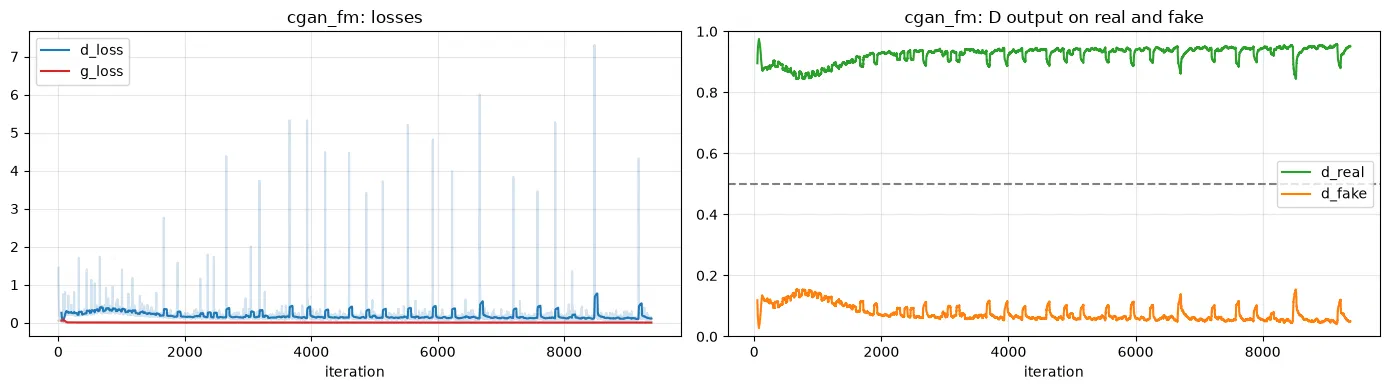 cgan_fm: losses
7
6
5
4
3
2
1
0
d_loss
g_loss
0 2000 4000 6000 8000
iteration
cgan_fm: D output on real and fake
1.0
0.8
0.6
0.4
0.2
0.0
d_real
d_fake
0 2000 4000 6000 8000
iteration